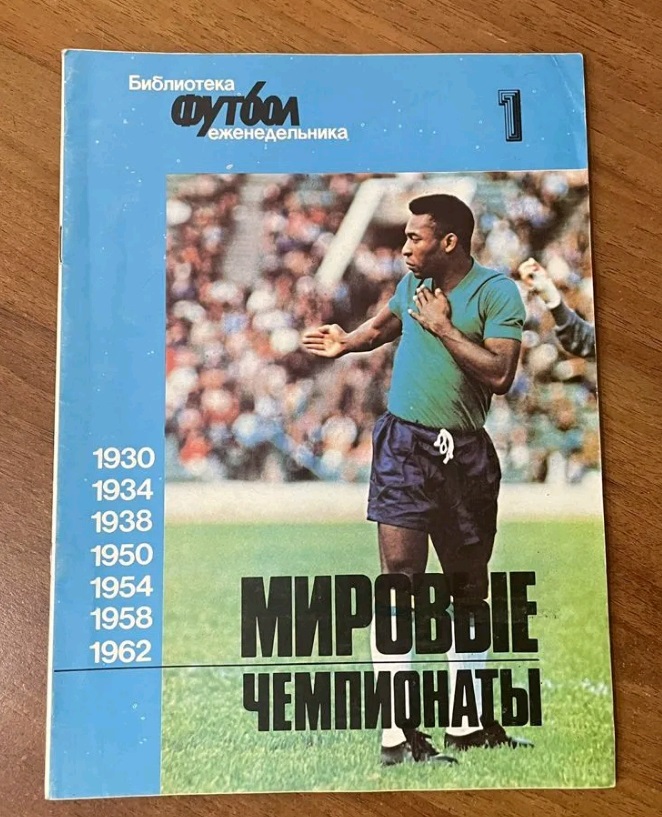 Библиотека
Футбол
еженедельника
1
1930
1934
1938
1950
1954
1958
1962
МИРОВЫЕ
ЧЕМПИОНАТЫ